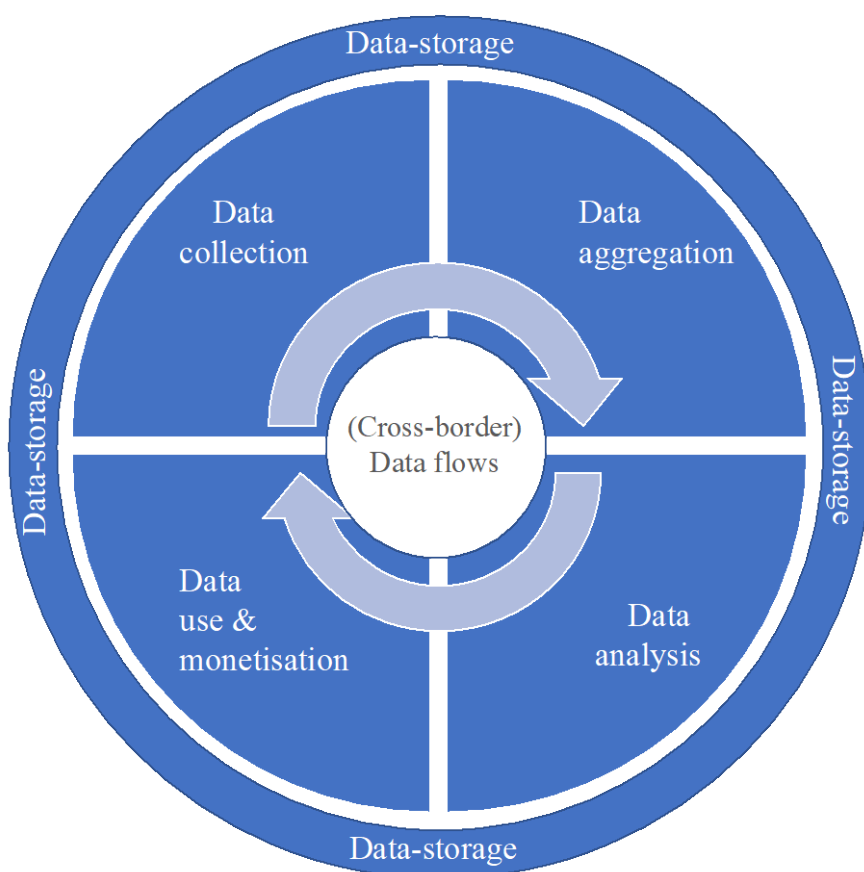 Data-storage
Data
collection
Data
aggregation
Data-storage
(Cross-border)
Data flows
Data-storage
Data
use &
monetisation
Data
analysis
Data-storage